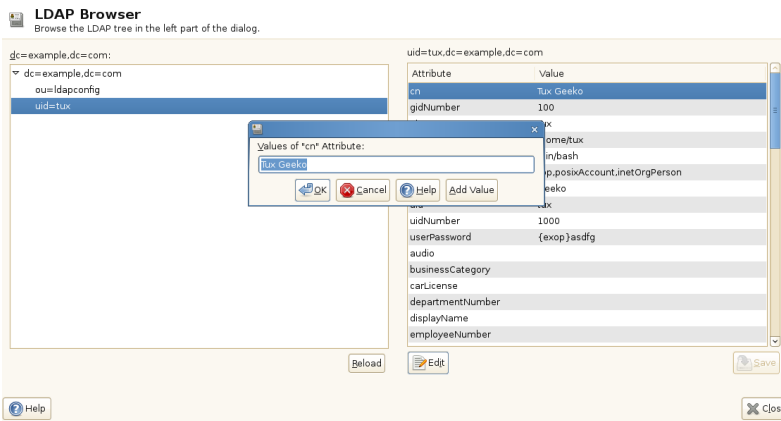 LDAP Browser
Browse the LDAP tree in the left part of the dialog.
dc=example,dc=com:
dc=example,dc=com
ou=ldapconfig
uid=tux
uid=tux,dc=example,dc=com
Attribute Value
cn Tux Geeko
gidNumber 100
ome/tux
in/bash
posixAccount,inetOrgPerson
eeko
uidNumber 1000
userPassword {exop}asdfg
audio
businessCategory
carLicense
departmentNumber
displayName
employeeNumber
Values of "cn" Attribute:
Tux Geeko
OK Cancel Help Add Value
Reload
Edit
Save
Help
Clos